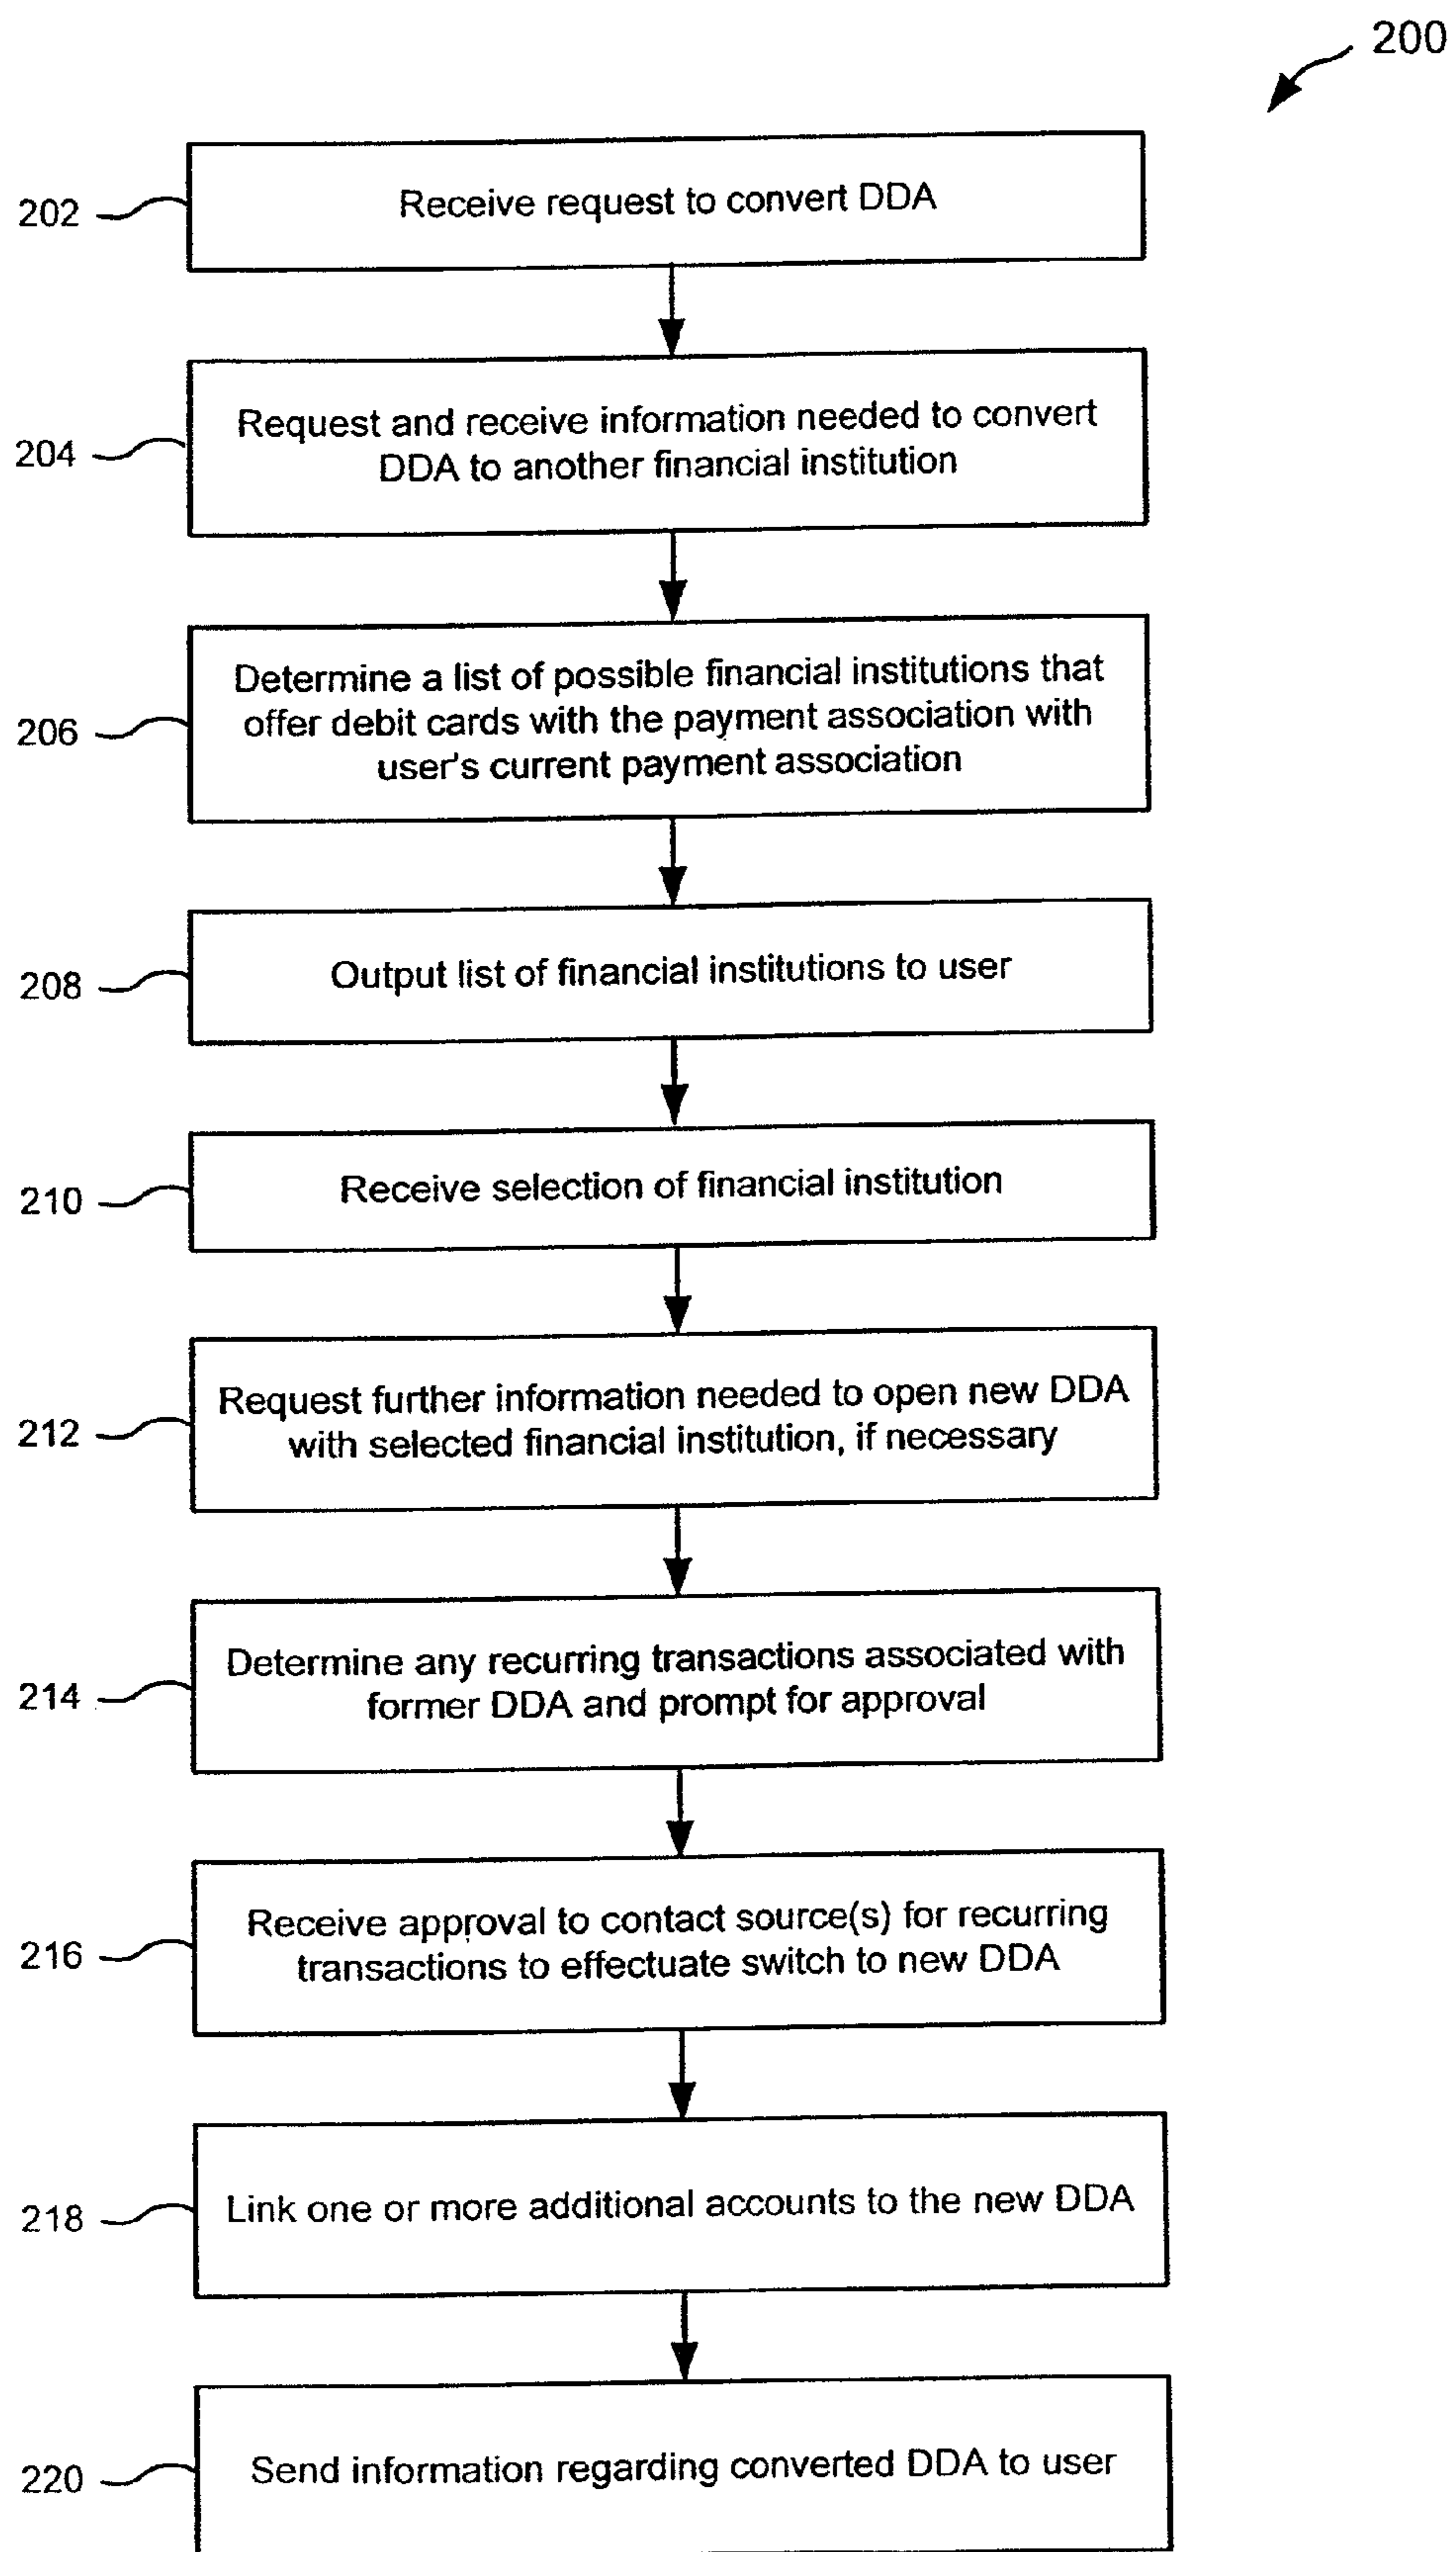 200
202
Receive request to convert DDA
204
Request and receive information needed to convert
DDA to another financial institution
206
Determine a list of possible financial institutions that
offer debit cards with the payment association with
user's current payment association
208
Output list of financial institutions to user
210
Receive selection of financial institution
212
Request further information needed to open new DDA
with selected financial institution, if necessary
214
Determine any recurring transactions associated with
former DDA and prompt for approval
216
Receive approval to contact source(s) for recurring
transactions to effectuate switch to new DDA
218
Link one or more additional accounts to the new DDA
220
Send information regarding converted DDA to user